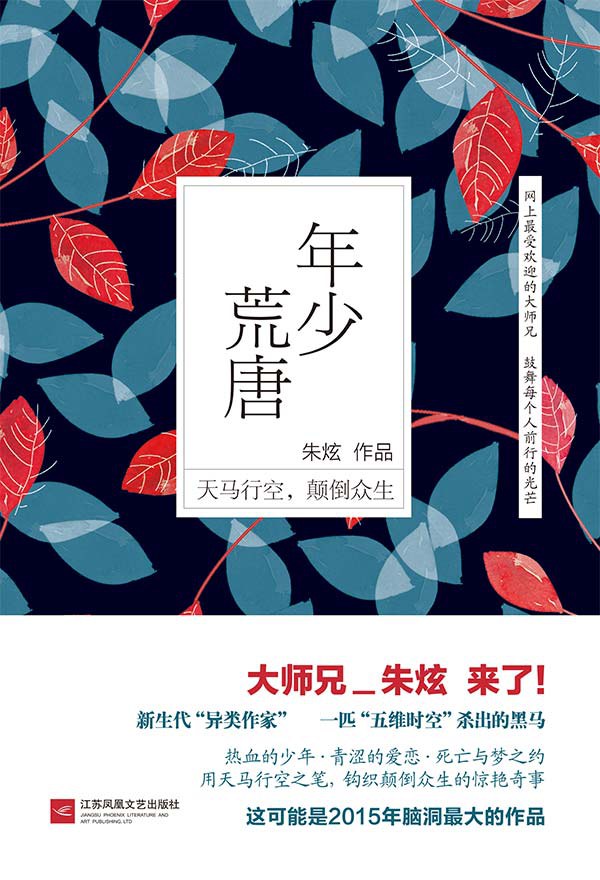 年少
荒唐
朱炫 作品
天马行空，颠倒众生
网上最受欢迎的大师兄 鼓舞每个人前行的光芒
大师兄_朱炫 来了!
新生代“异类作家” 一匹“五维时空”杀出的黑马
热血的少年·青涩的爱恋·死亡与梦之约
用天马行空之笔，钩织颠倒众生的惊艳奇事
这可能是2015年脑洞最大的作品
江苏凤凰文艺出版社
JIANGSU PHOENIX LITERATURE AND
ART PUBLISHING, LTD